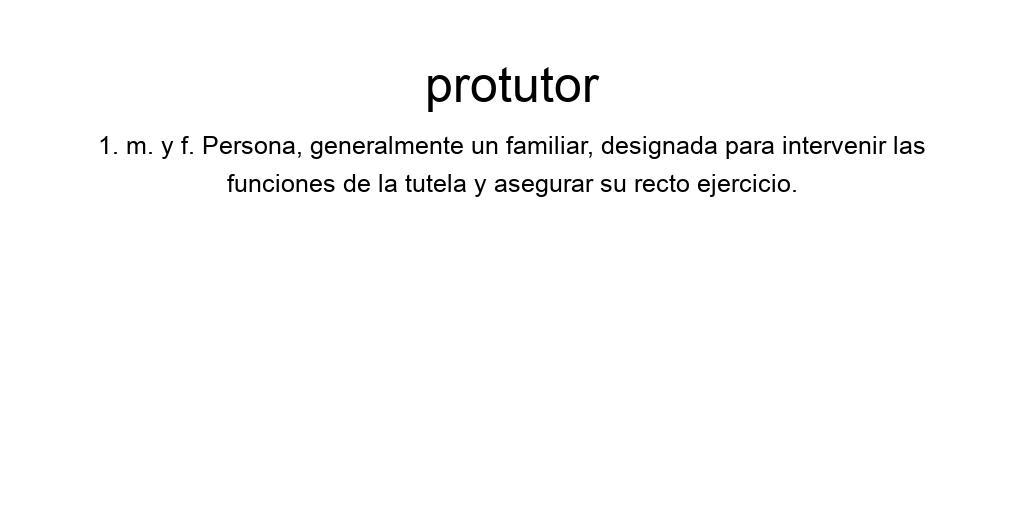 protutor
1. m. y f. Persona, generalmente un familiar, designada para intervenir las
funciones de la tutela y asegurar su recto ejercicio.